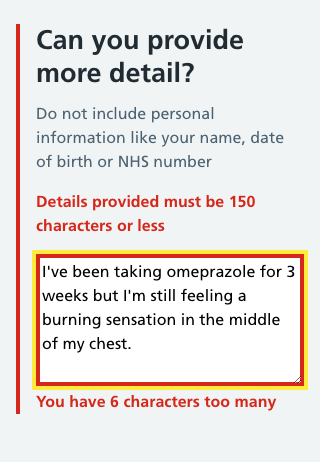 Can you provide
more detail?
Do not include personal
information like your name, date
of birth or NHS number
Details provided must be 150
characters or less
I've been taking omeprazole for 3
weeks but I'm still feeling a
burning sensation in the middle
of my chest.
You have 6 characters too many